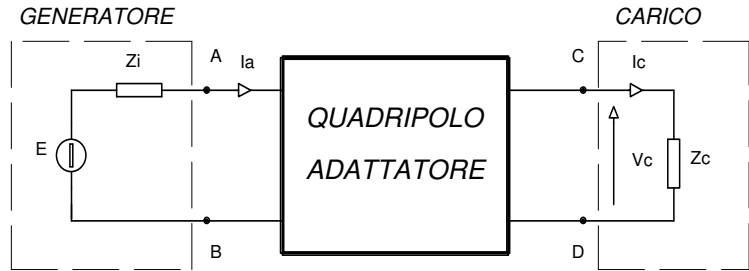 GENERATORE
CARICO
Zi
A
Ia
C
Ic
QUADRIPOLO
ADATTATORE
E
Vc
Zc
B
D